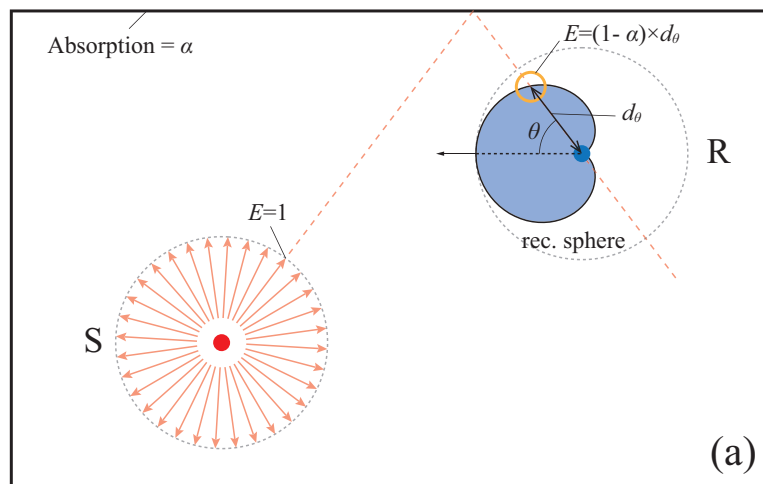 Absorption = α
E=(1- α)×dθ
dθ
θ
R
E=1
rec. sphere
S
(a)